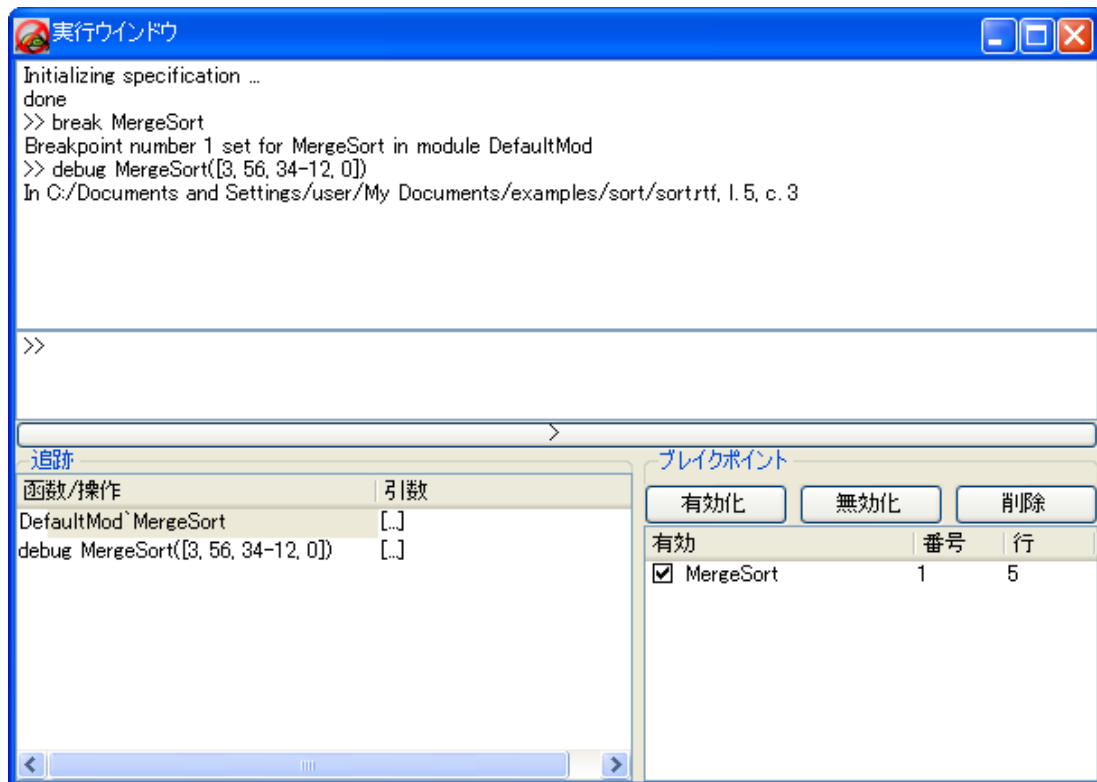 実行ウインドウ
Initializing specification ...
done
>> break MergeSort
Breakpoint number 1 set for MergeSort in module DefaultMod
>> debug MergeSort([3, 56, 34-12, 0])
In C:/Documents and Settings/user/My Documents/examples/sort/sort.rtf, l. 5, c. 3
>>
>
追跡
函数/操作 引数
DefaultMod`MergeSort [...]
debug MergeSort([3, 56, 34-12, 0]) [...]
ブレイクポイント
有効化 無効化 削除
有効 番号 行
MergeSort 1 5